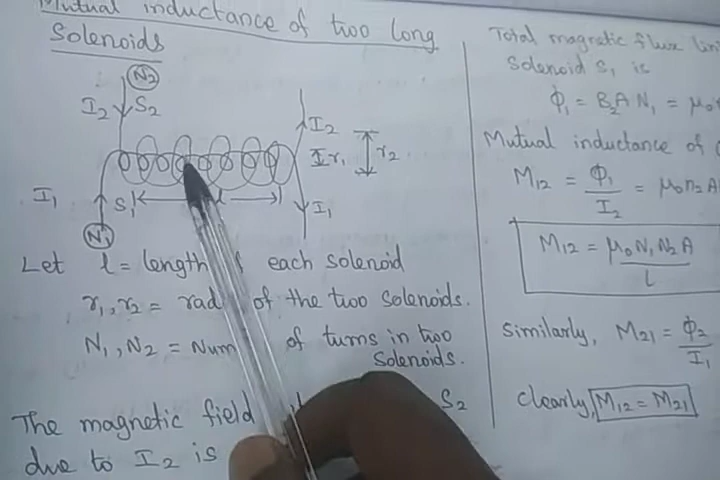 Mutual inductance of two long
Solenoids
N2
I2 S2
I2
r1 r2
I1 S1 l I1
N1
Let l = length each solenoid
r1, r2 = of the two solenoids.
N1, N2 = of turns in two
Solenoids.
The magnetic field S2
due to I2 is
Total magnetic flux
Solenoid S1 is
ϕ1 = B2 A N1 = μ0
Mutual inductance of
M12 = ϕ1/I2 = μ0 n2 A
M12 = μ0 N1 N2 A/l
Similarly, M21 = ϕ2/I1
clearly, M12 = M21